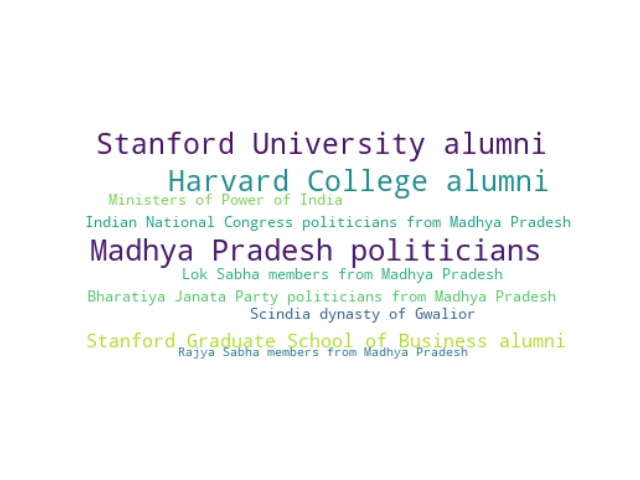 Stanford University alumni
Harvard College alumni
Ministers of Power of India
Indian National Congress politicians from Madhya Pradesh
Madhya Pradesh politicians
Lok Sabha members from Madhya Pradesh
Bharatiya Janata Party politicians from Madhya Pradesh
Scindia dynasty of Gwalior
Stanford Graduate School of Business alumni
Rajya Sabha members from Madhya Pradesh